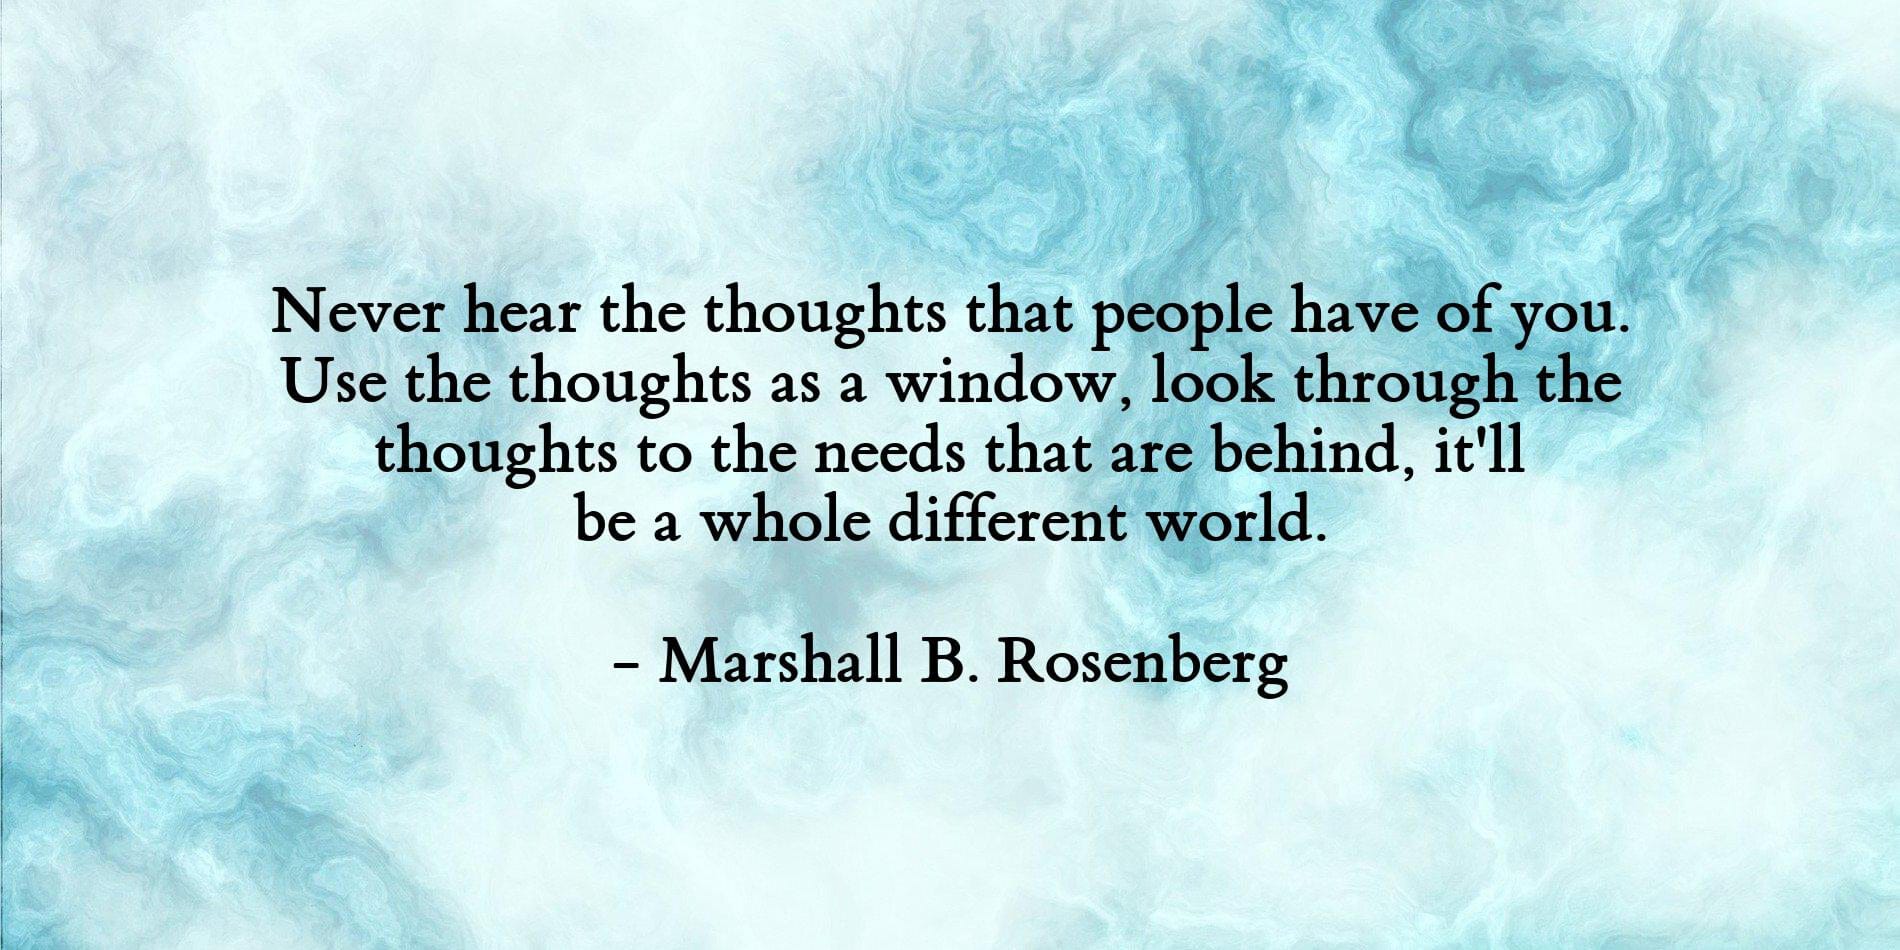 Never hear the thoughts that people have of you.
Use the thoughts as a window, look through the
thoughts to the needs that are behind, it'll
be a whole different world.
- Marshall B. Rosenberg